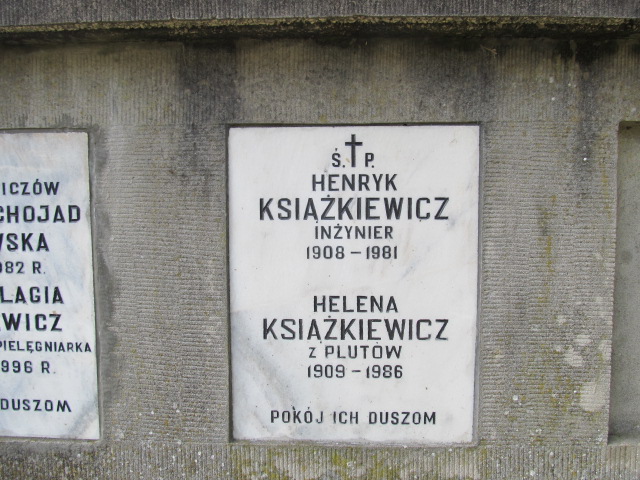 ICZÓW
CHOJAD
WSKA
982 R.
LAGIA
WICZ
PIELĘGNIARKA
1996 R.
DUSZOM
Ś. P.
HENRYK
KSIĄŻKIEWICZ
INŻYNIER
1908 – 1981
HELENA
KSIĄŻKIEWICZ
Z PLUTÓW
1909 – 1986
POKÓJ ICH DUSZOM